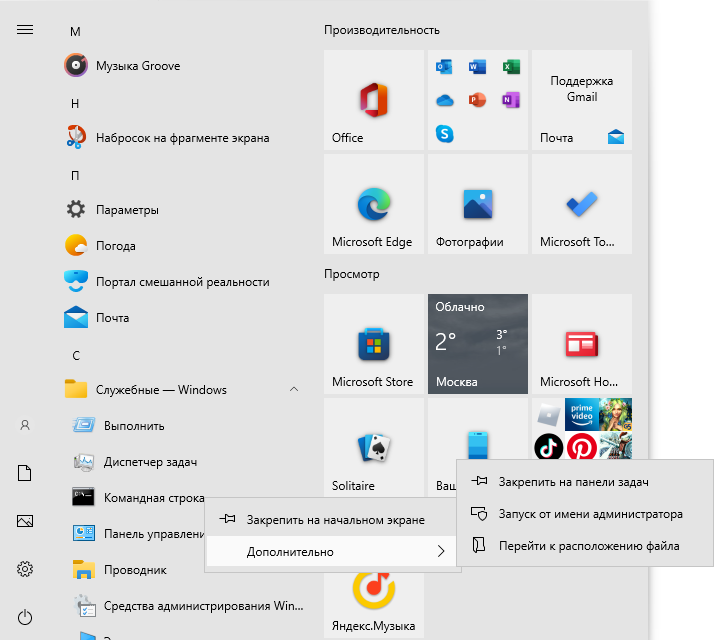 М
Музыка Groove
Н
Набросок на фрагменте экрана
П
Параметры
Погода
Портал смешанной реальности
Почта
С
Служебные — Windows
Выполнить
Диспетчер задач
Командная строка
Панель управлени
Проводник
Средства администрирования Win...
Производительность
Office
Поддержка
Gmail
Почта
Microsoft Edge
Фотографии
Microsoft To...
Просмотр
Microsoft Store
Облачно
2°
3°
1°
Москва
Microsoft Ho...
Solitaire
Ваш
prime
video
Яндекс.Музыка
Закрепить на начальном экране
Дополнительно
Закрепить на панели задач
Запуск от имени администратора
Перейти к расположению файла